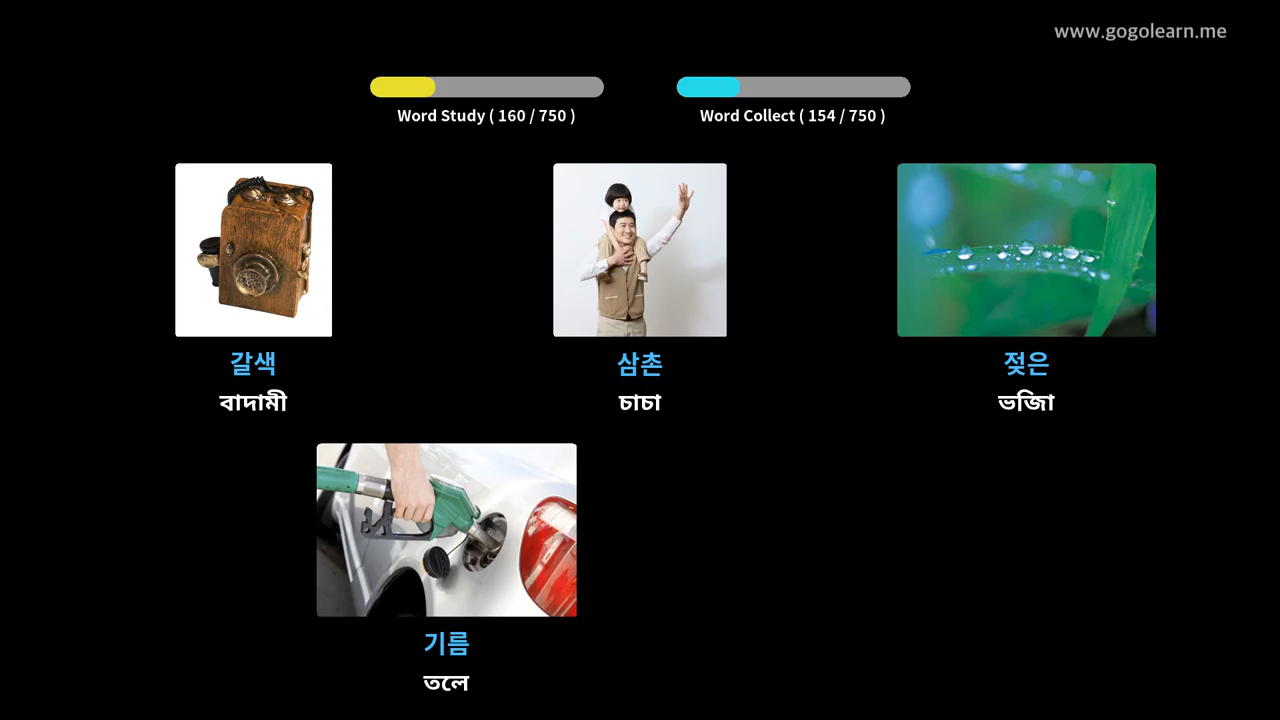 www.gogolearn.me
Word Study ( 160 / 750 )
Word Collect ( 154 / 750 )
갈색
삼촌
젖은
বাদামী
চাচা
ভজিা
기름
তলে